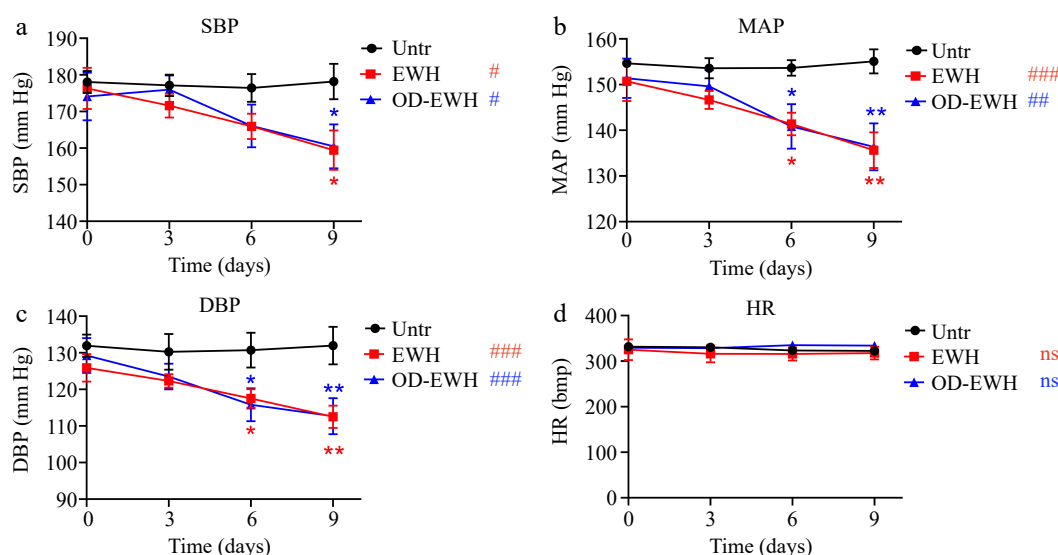 a
SBP
190
180
170
160
150
140
SBP (mm Hg)
0 3 6 9
Time (days)
Untr
EWH #
OD-EWH #
*
*
b
MAP
160
150
140
130
120
MAP (mm Hg)
0 3 6 9
Time (days)
Untr
EWH ###
OD-EWH ##
* **
* **
c
DBP
140
130
120
110
100
90
DBP (mm Hg)
0 3 6 9
Time (days)
Untr
EWH ###
OD-EWH ###
* **
* **
d
HR
400
300
200
100
0
HR (bmp)
0 3 6 9
Time (days)
Untr
EWH ns
OD-EWH ns